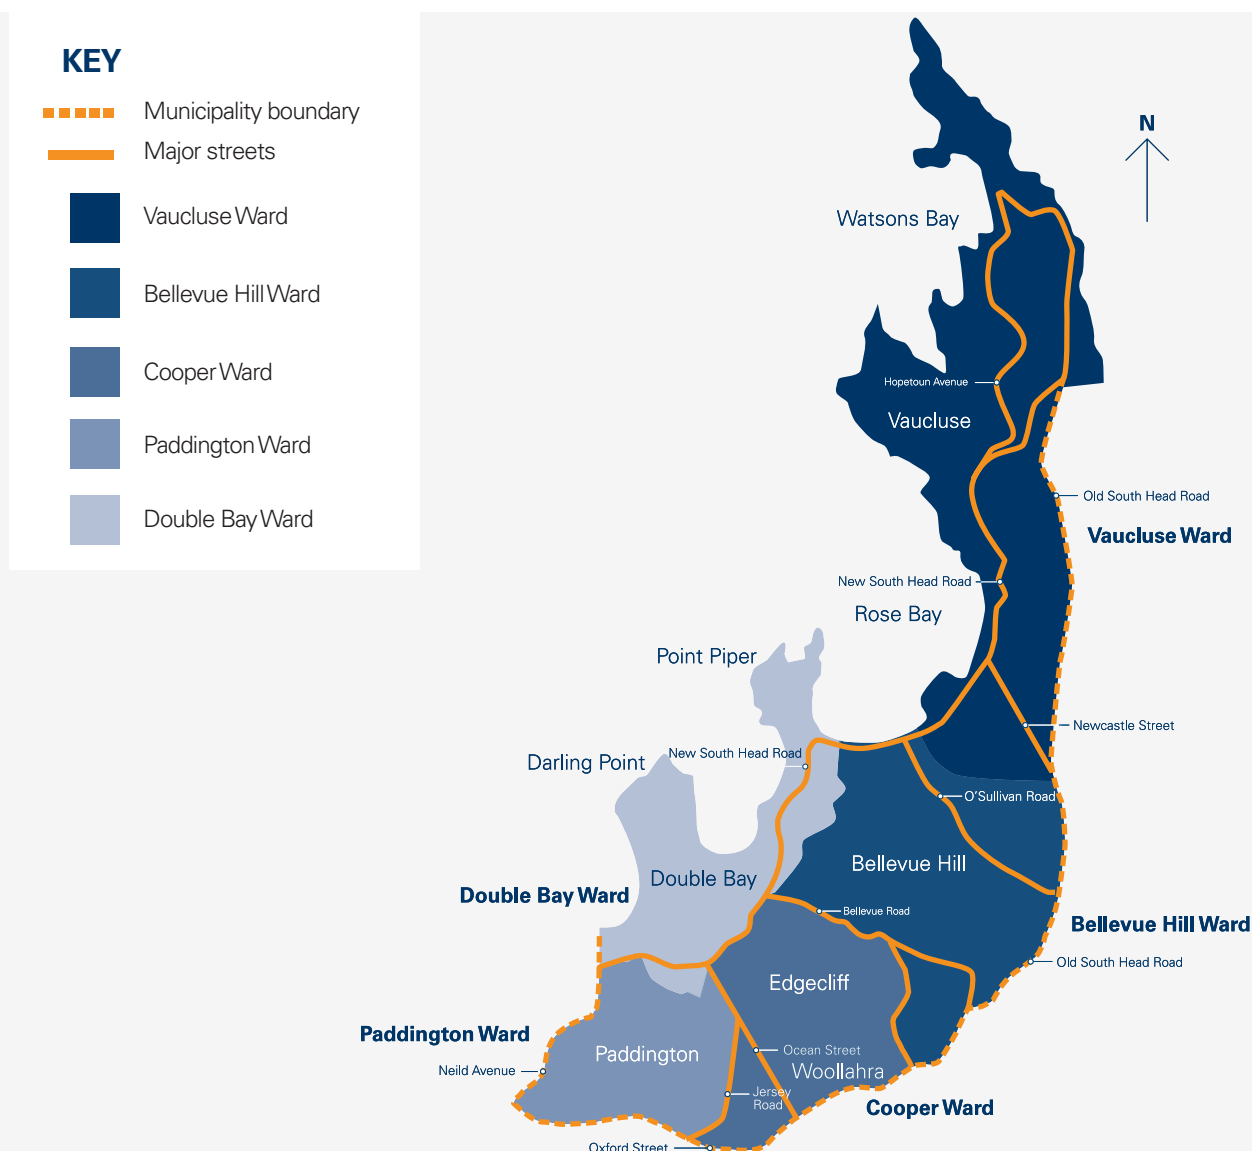 KEY
Municipality boundary
Major streets
Vaucluse Ward
Bellevue Hill Ward
Cooper Ward
Paddington Ward
Double Bay Ward
N
Watsons Bay
Hopetoun Avenue
Vaucluse
Old South Head Road
Vaucluse Ward
New South Head Road
Rose Bay
Point Piper
Newcastle Street
New South Head Road
Darling Point
O'Sullivan Road
Bellevue Hill
Double Bay
Double Bay Ward
Bellevue Road
Bellevue Hill Ward
Old South Head Road
Edgecliff
Paddington Ward
Ocean Street
Paddington
Neild Avenue
Woollahra
Jersey
Road
Cooper Ward
Oxford Street